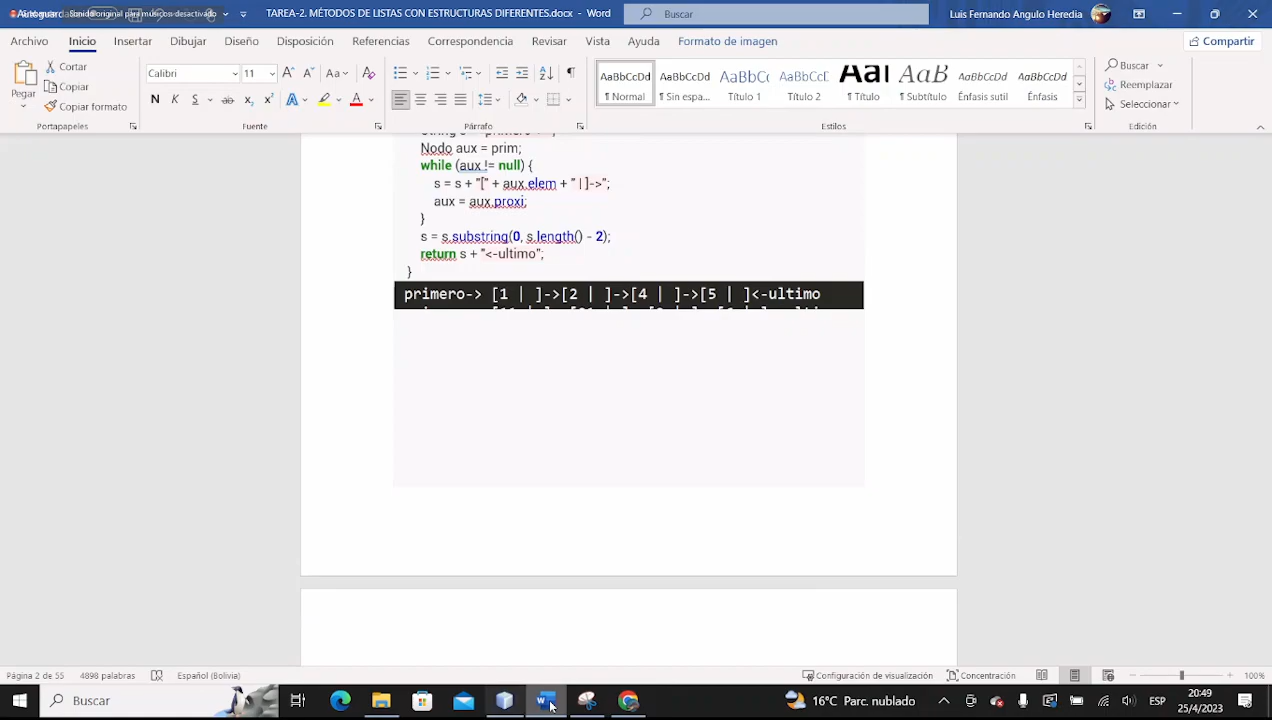 TAREA-2. MÉTODOS DE LISTAS CON ESTRUCTURAS DIFERENTES.docx - Word
Buscar
Luis Fernando Angulo Heredia
Archivo Inicio Insertar Dibujar Diseño Disposición Referencias Correspondencia Revisar Vista Ayuda Formato de imagen Compartir
Pegar
Cortar
Copiar
Copiar formato
Portapapeles
Calibri 11
N K S
Fuente
Párrafo
AaBbCcDd AaBbCcDd AaBbCc AaBbCcD AaB AaBbCcDd AaBbCcDd
¶ Normal ¶ Sin espa... Título 1 Título 2 ¶ Título ¶ Subtítulo Énfasis sutil Énfasis
Estilos
Buscar
Reemplazar
Seleccionar
Edición
Nodo aux = prim;
while (aux != null) {
s = s + "[" + aux.elem + " | ]->";
aux = aux.proxi;
}
s = s.substring(0, s.length() - 2);
return s + "<-ultimo";
}
primero-> [1 | ]->[2 | ]->[4 | ]->[5 | ]<-ultimo
Página 2 de 55 4898 palabras Español (Bolivia) Configuración de visualización Concentración 100%
Buscar
16°C Parc. nublado
ESP
20:49
25/4/2023